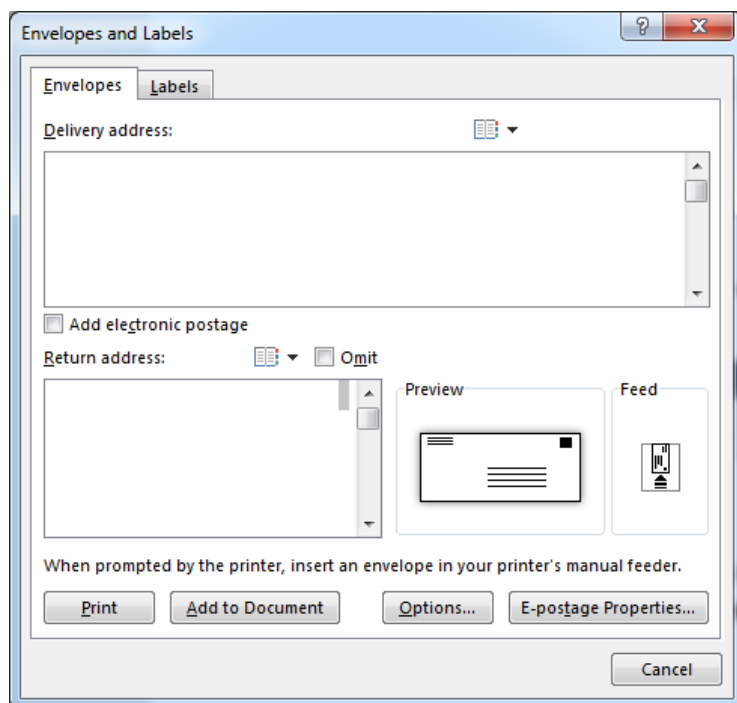 Envelopes and Labels
? X
Envelopes Labels
Delivery address:
Add electronic postage
Return address: Omit
Preview Feed
When prompted by the printer, insert an envelope in your printer's manual feeder.
Print Add to Document Options... E-postage Properties...
Cancel